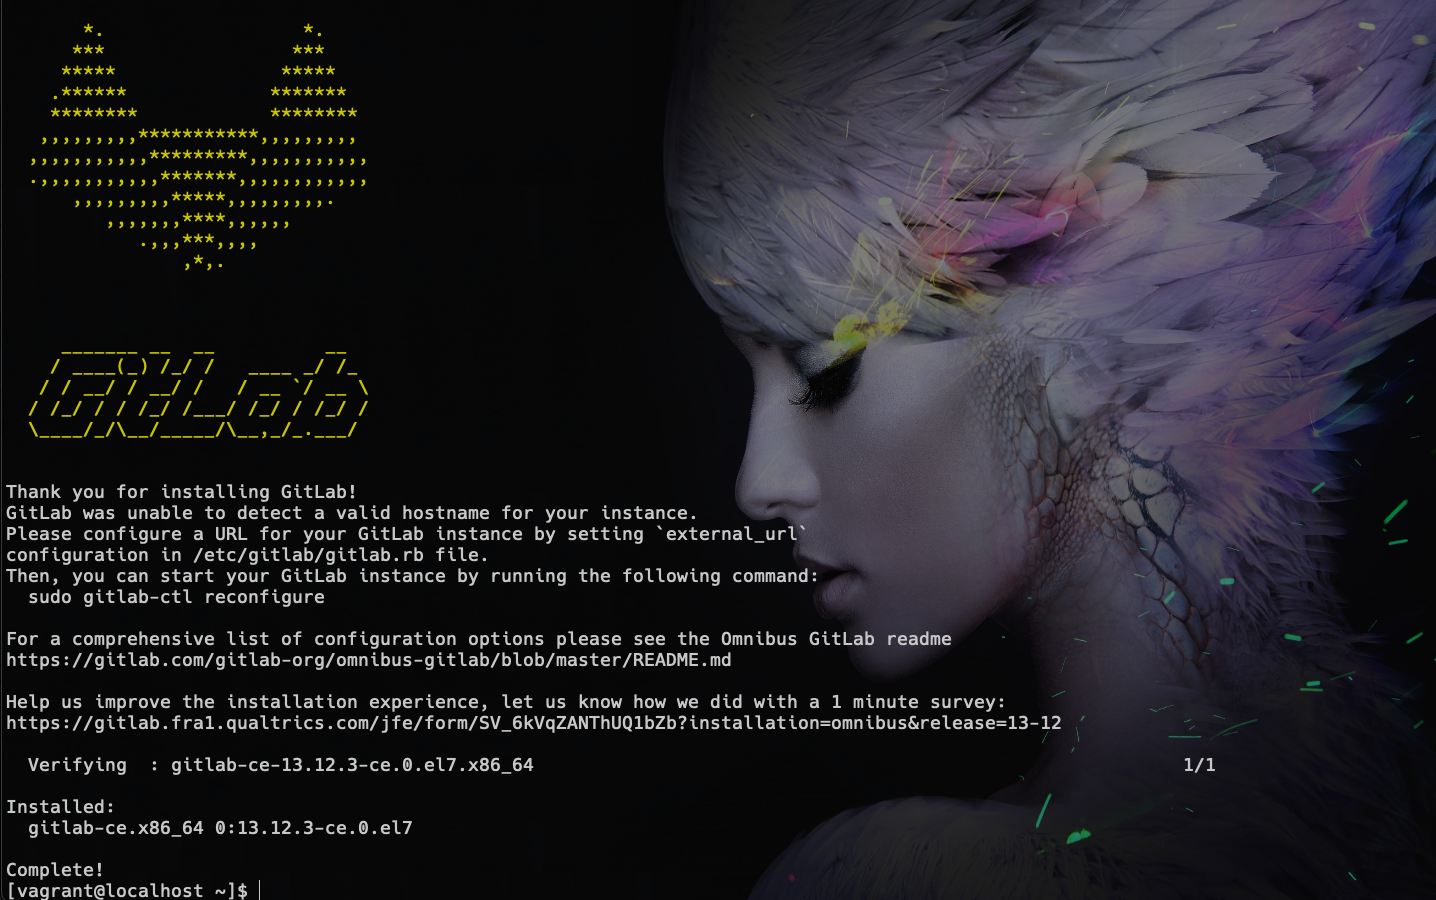 *.                  *.
    ***                 ***
   *****               *****
  .******             *******
  ********            ********
 ,,,,,,,,,***********,,,,,,,,,
,,,,,,,,,,,*********,,,,,,,,,,,
.,,,,,,,,,,,*******,,,,,,,,,,,,
    ,,,,,,,,,*****,,,,,,,,,.
       ,,,,,,,****,,,,,,
          .,,,***,,,,
              ,*,.
   _______ __  __          __
  / ____(_) /_/ /   ____ _/ /_
 / / __/ / __/ /   / __ `/ __ \
/ /_/ / / /_/ /___/ /_/ / /_/ /
\____/_/\__/_____/\__,_/_.___/
Thank you for installing GitLab!
GitLab was unable to detect a valid hostname for your instance.
Please configure a URL for your GitLab instance by setting `external_url`
configuration in /etc/gitlab/gitlab.rb file.
Then, you can start your GitLab instance by running the following command:
  sudo gitlab-ctl reconfigure
For a comprehensive list of configuration options please see the Omnibus GitLab readme
https://gitlab.com/gitlab-org/omnibus-gitlab/blob/master/README.md
Help us improve the installation experience, let us know how we did with a 1 minute survey:
https://gitlab.fra1.qualtrics.com/jfe/form/SV_6kVqZANThUQ1bZb?installation=omnibus&release=13-12
  Verifying  : gitlab-ce-13.12.3-ce.0.el7.x86_64 1/1
Installed:
  gitlab-ce.x86_64 0:13.12.3-ce.0.el7
Complete!
[vagrant@localhost ~]$